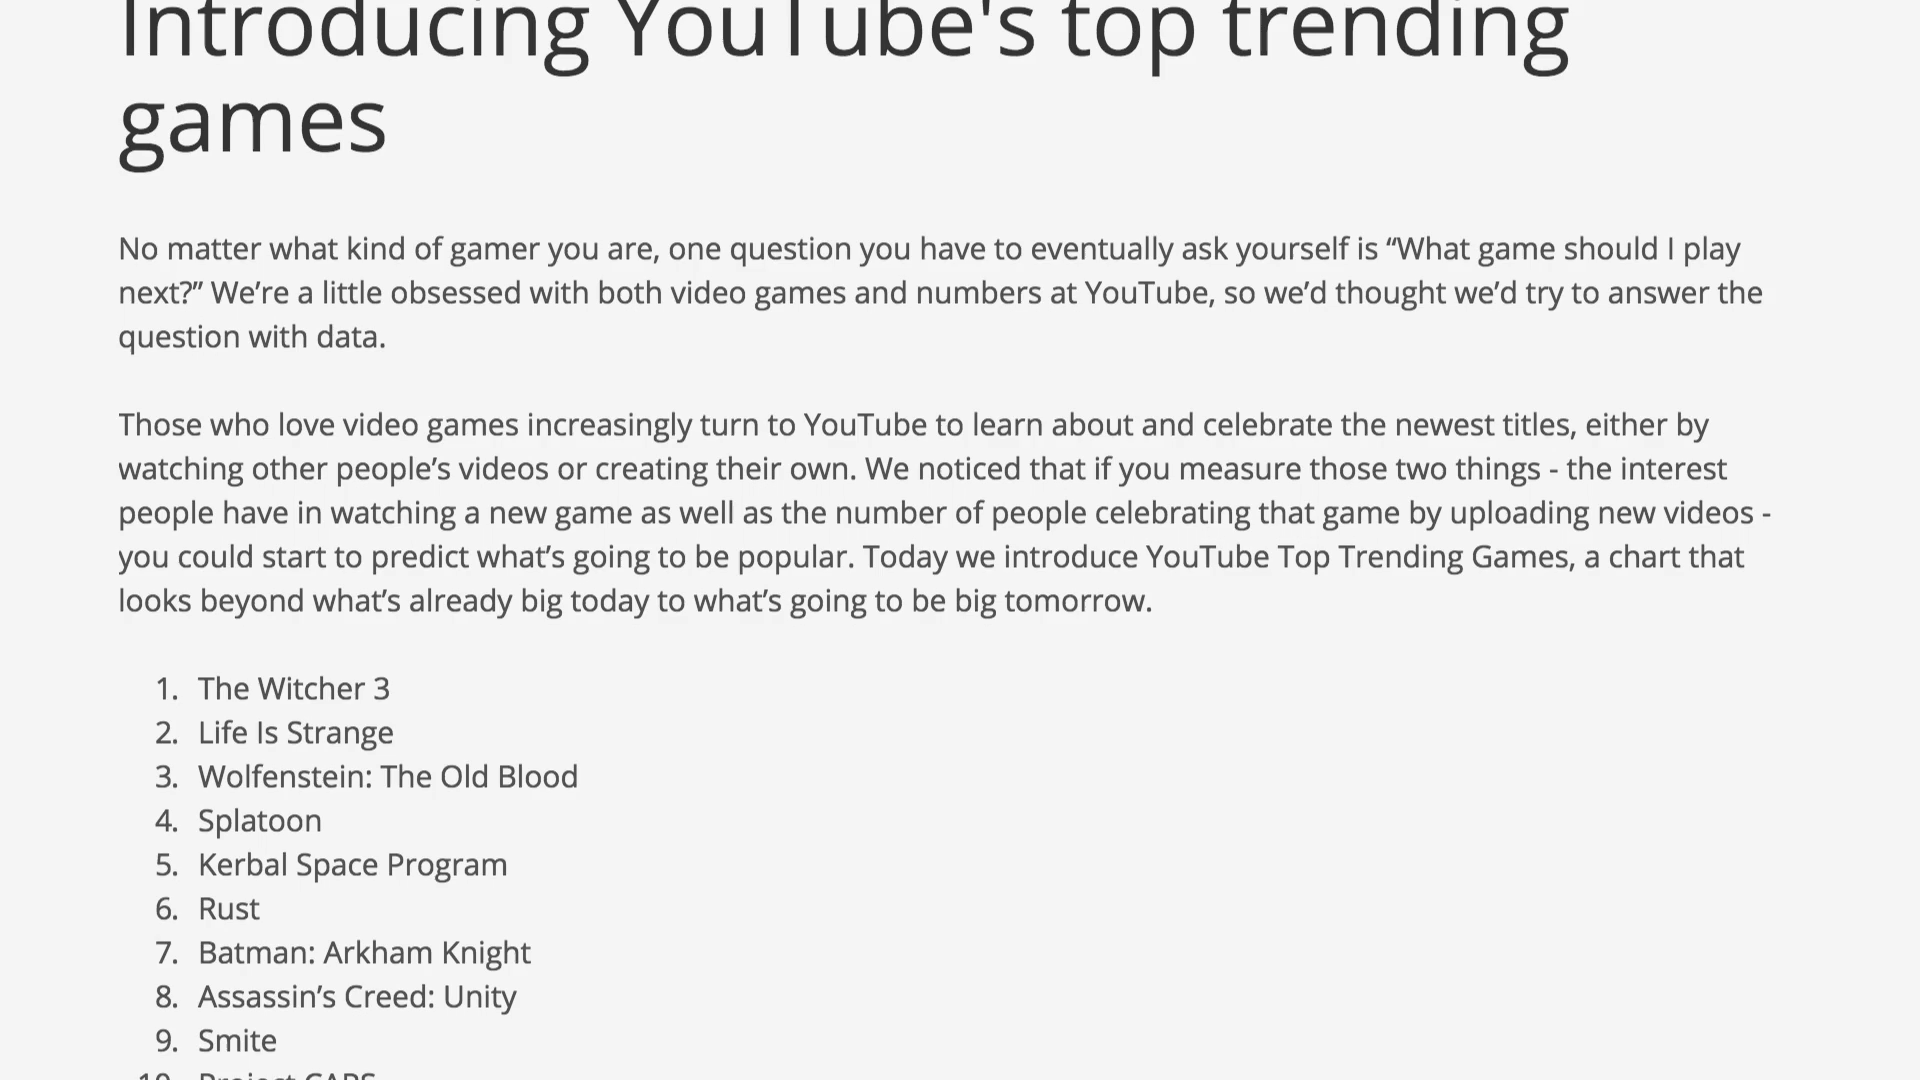 Introducing YouTube's top trending
games
No matter what kind of gamer you are, one question you have to eventually ask yourself is “What game should I play
next?” We’re a little obsessed with both video games and numbers at YouTube, so we’d thought we’d try to answer the
question with data.
Those who love video games increasingly turn to YouTube to learn about and celebrate the newest titles, either by
watching other people’s videos or creating their own. We noticed that if you measure those two things - the interest
people have in watching a new game as well as the number of people celebrating that game by uploading new videos -
you could start to predict what’s going to be popular. Today we introduce YouTube Top Trending Games, a chart that
looks beyond what’s already big today to what’s going to be big tomorrow.
1. The Witcher 3
2. Life Is Strange
3. Wolfenstein: The Old Blood
4. Splatoon
5. Kerbal Space Program
6. Rust
7. Batman: Arkham Knight
8. Assassin’s Creed: Unity
9. Smite
10. Project CARS